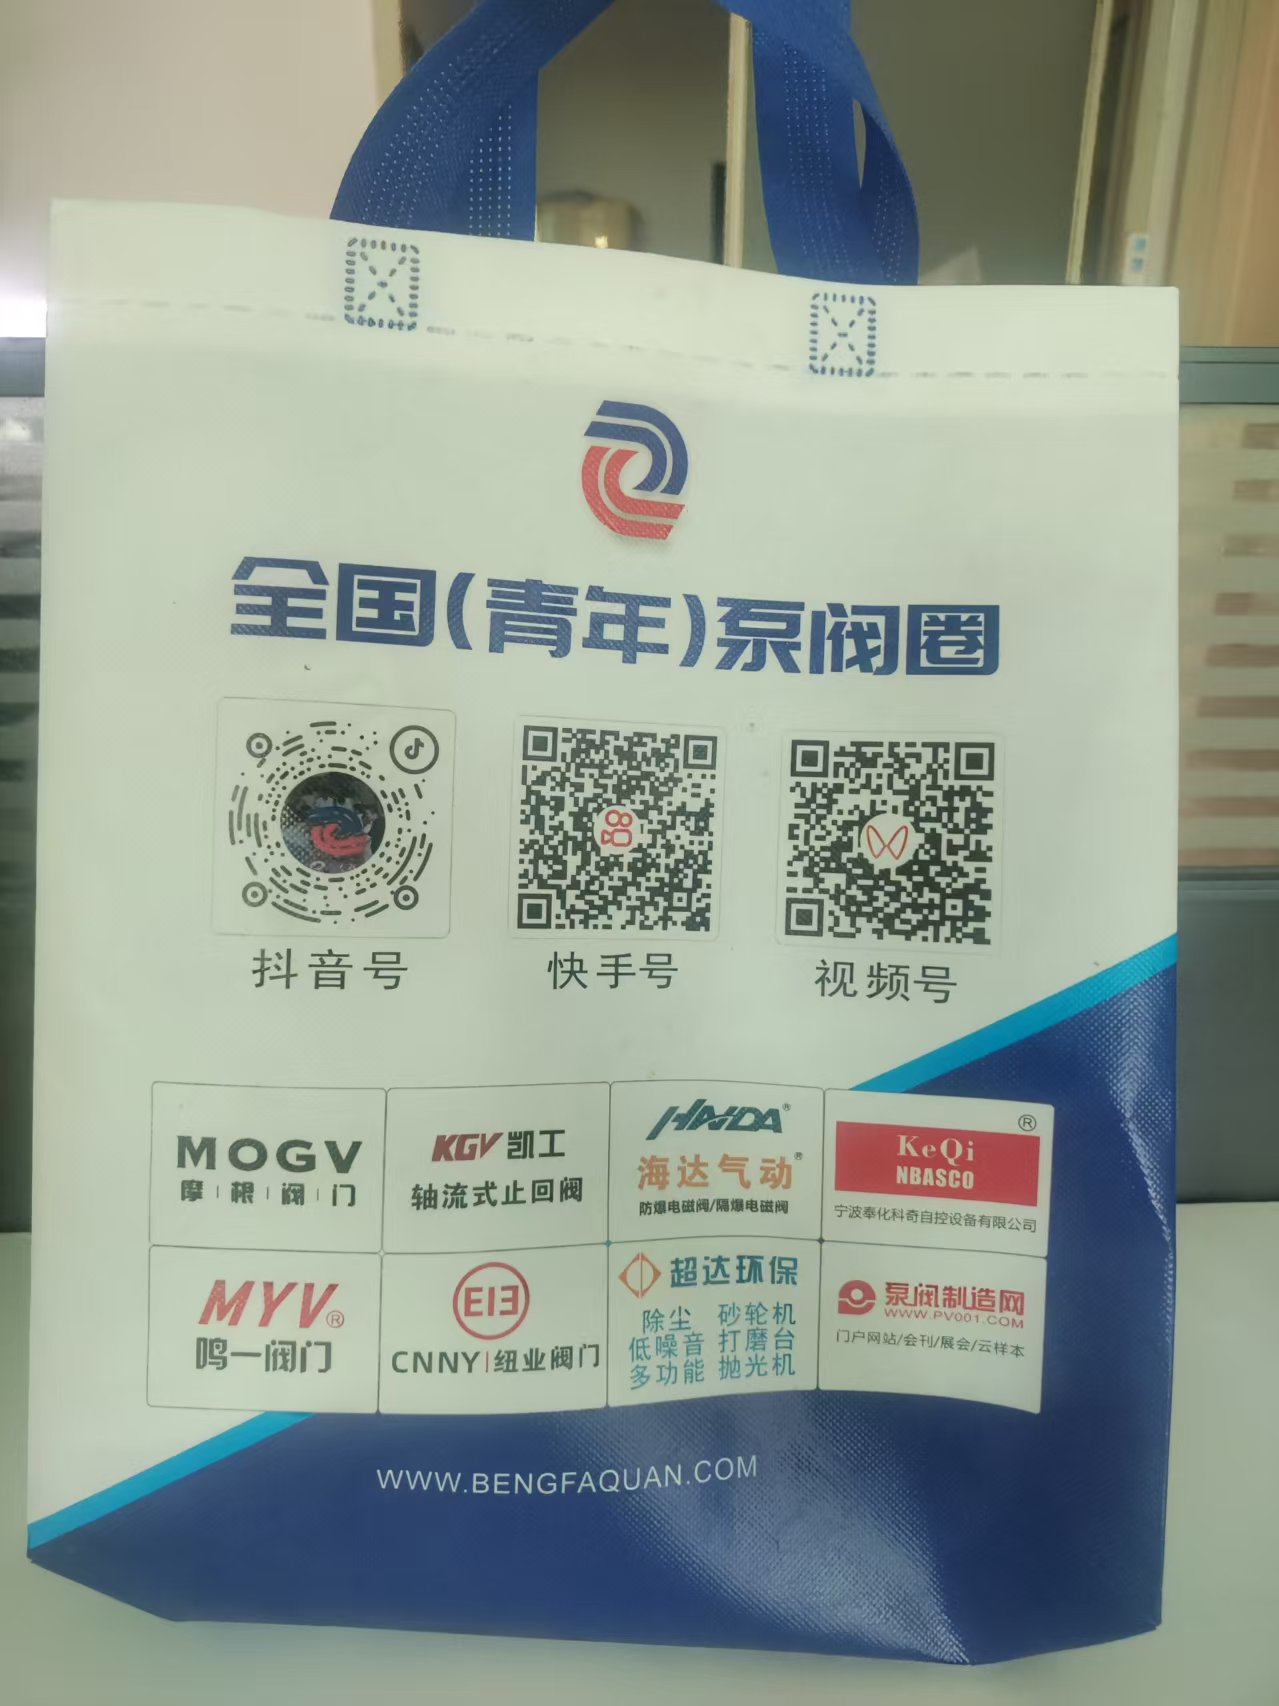 全国(青年)泵阀圈
抖音号
快手号
视频号
MOGV
摩根阀门
KGV凯工
轴流式止回阀
HAIDA®
海达气动®
防爆电磁阀/隔爆电磁阀
®
KeQi
NBASCO
宁波奉化科奇自控设备有限公司
MYV®
鸣一阀门
EIE
CNNY|纽业阀门
超达环保
除尘 砂轮机
低噪音 打磨台
多功能 抛光机
泵阀制造网
WWW.PV001.COM
门户网站/会刊/展会/云样本
WWW.BENGFAQUAN.COM